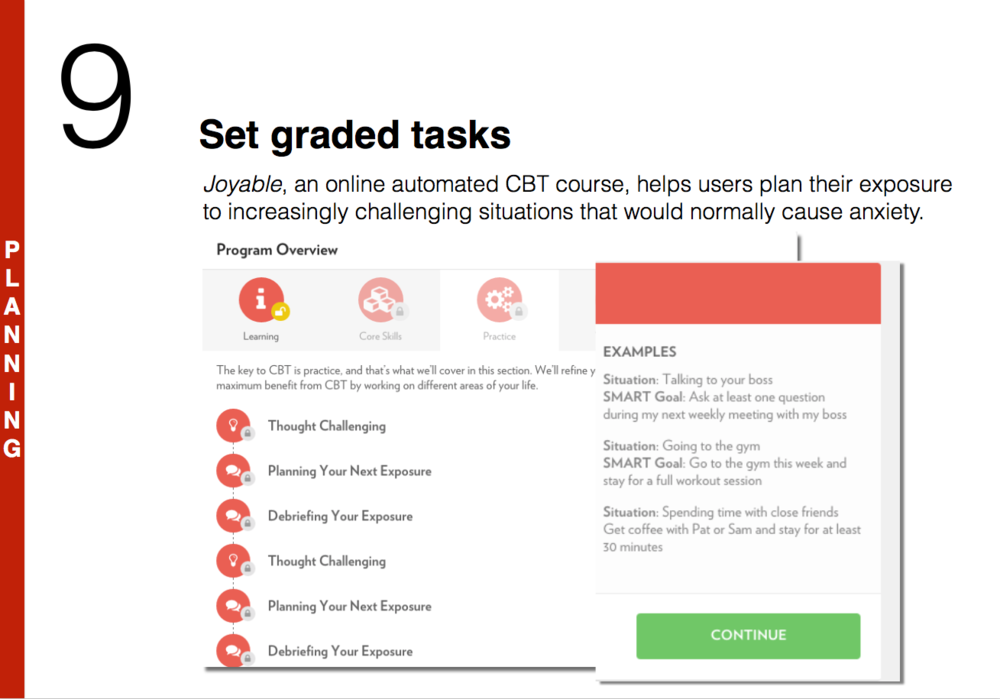 PLANNING
9
Set graded tasks
Joyable, an online automated CBT course, helps users plan their exposure
to increasingly challenging situations that would normally cause anxiety.
Program Overview
Learning
Core Skills
Practice
The key to CBT is practice, and that's what we'll cover in this section. We'll refine y
maximum benefit from CBT by working on different areas of your life.
Thought Challenging
Planning Your Next Exposure
Debriefing Your Exposure
Thought Challenging
Planning Your Next Exposure
Debriefing Your Exposure
EXAMPLES
Situation: Talking to your boss
SMART Goal: Ask at least one question
during my next weekly meeting with my boss
Situation: Going to the gym
SMART Goal: Go to the gym this week and
stay for a full workout session
Situation: Spending time with close friends
Get coffee with Pat or Sam and stay for at least
30 minutes
CONTINUE